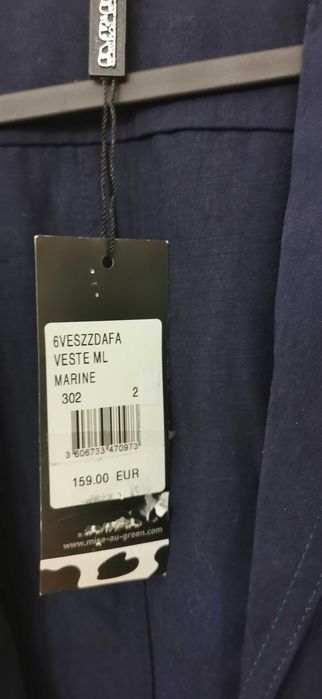 6VESZZDAFA
VESTE ML
MARINE
302 2
3 606733 470973
159.00 EUR
www.mise-au-green.com